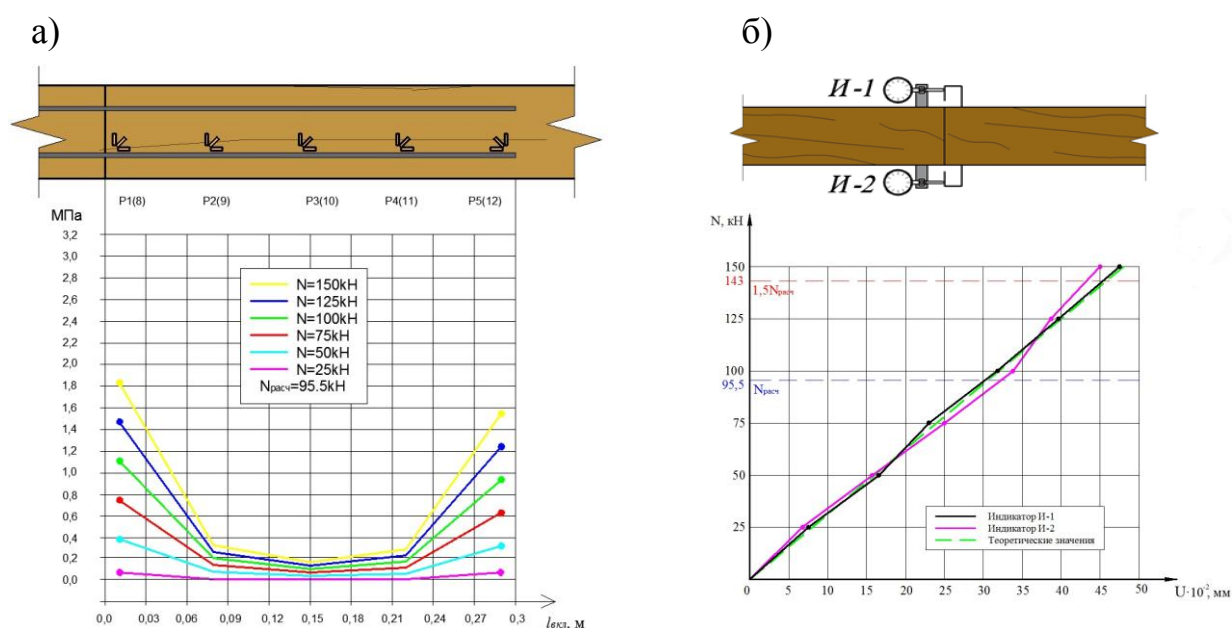 а)
P1(8) P2(9) P3(10) P4(11) P5(12)
МПа
3,2
3,0
2,8
2,6
2,4
2,2
2,0
1,8
1,6
1,4
1,2
1,0
0,8
0,6
0,4
0,2
0,0
N=150kH
N=125kH
N=100kH
N=75kH
N=50kH
N=25kH
Nрасч=95.5kH
0,0 0,03 0,06 0,09 0,12 0,15 0,18 0,21 0,24 0,27 0,3
lвкл, м
б)
И-1
И-2
N, кН
150
143
1,5Nрасч
125
100
95,5
Nрасч
75
50
25
Индикатор И-1
Индикатор И-2
Теоретические значения
0 5 10 15 20 25 30 35 40 45 50
U·10-2, мм